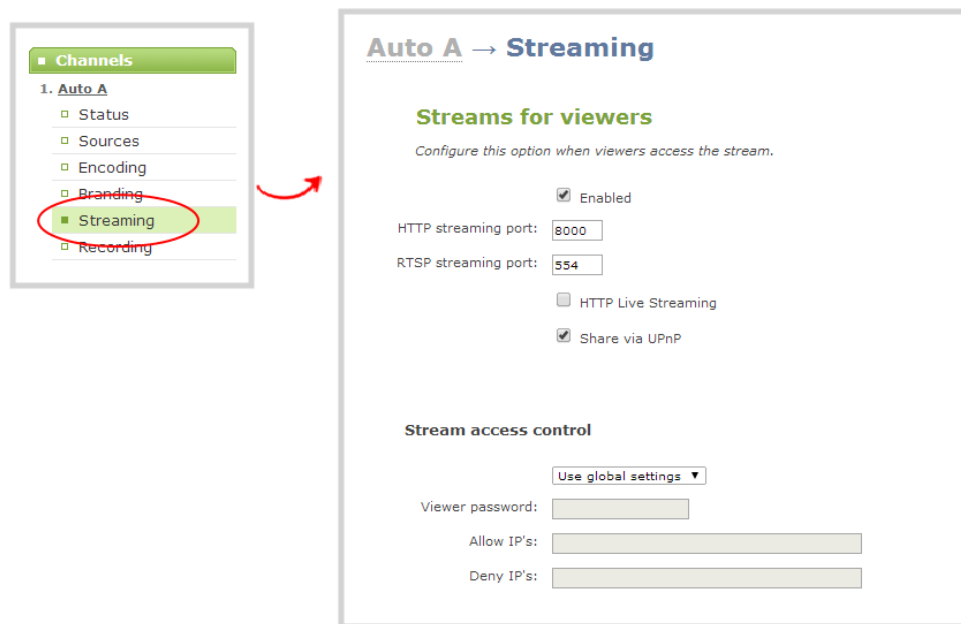 Channels
1. Auto A
Status
Sources
Encoding
Branding
Streaming
Recording
Auto A → Streaming
Streams for viewers
Configure this option when viewers access the stream.
Enabled
HTTP streaming port: 8000
RTSP streaming port: 554
HTTP Live Streaming
Share via UPnP
Stream access control
Use global settings
Viewer password:
Allow IP's:
Deny IP's: